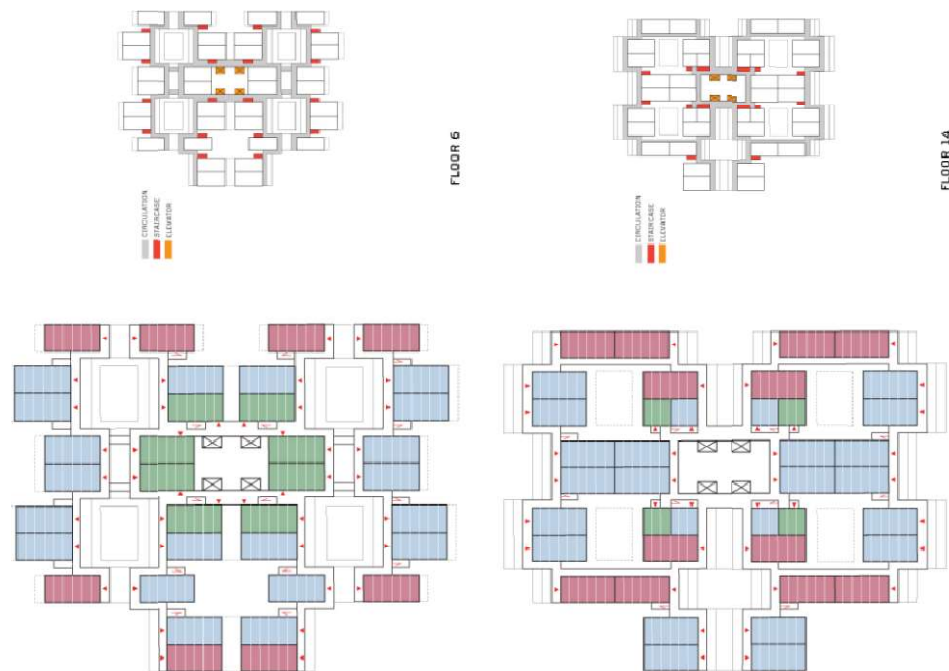 FLOOR 6
CIRCULATION
STAIRCASE
ELEVATOR
FLOOR 14
CIRCULATION
STAIRCASE
ELEVATOR